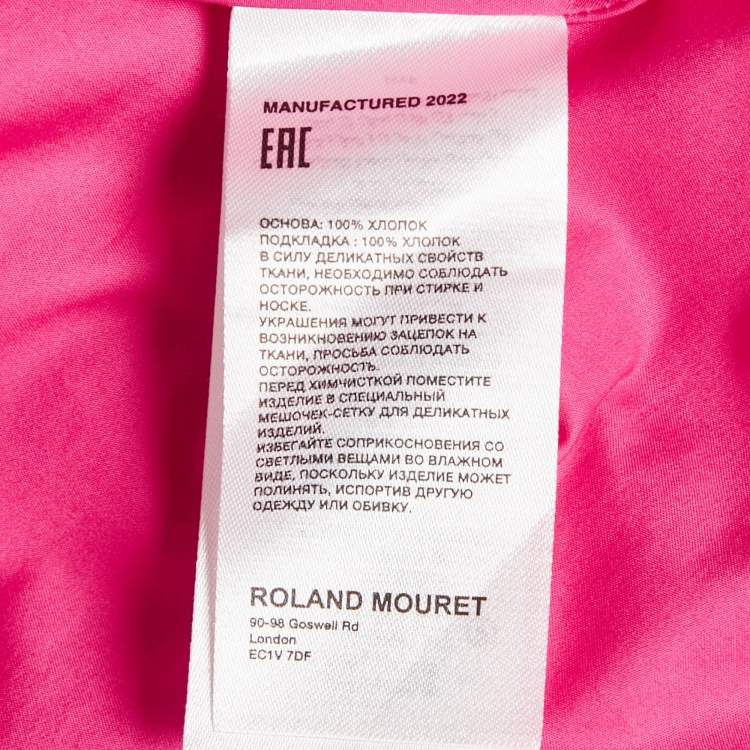 MANUFACTURED 2022
EAC
ОСНОВА: 100% ХЛОПОК
ПОДКЛАДКА : 100% ХЛОПОК
В СИЛУ ДЕЛИКАТНЫХ СВОЙСТВ
ТКАНИ, НЕОБХОДИМО СОБЛЮДАТЬ
ОСТОРОЖНОСТЬ ПРИ СТИРКЕ И
НОСКЕ.
УКРАШЕНИЯ МОГУТ ПРИВЕСТИ К
ВОЗНИКНОВЕНИЮ ЗАЦЕПОК НА
ТКАНИ, ПРОСЬБА СОБЛЮДАТЬ
ОСТОРОЖНОСТЬ.
ПЕРЕД ХИМЧИСТКОЙ ПОМЕСТИТЕ
ИЗДЕЛИЕ В СПЕЦИАЛЬНЫЙ
МЕШОЧЕК-СЕТКУ ДЛЯ ДЕЛИКАТНЫХ
ИЗДЕЛИЙ.
ИЗБЕГАЙТЕ СОПРИКОСНОВЕНИЯ СО
СВЕТЛЫМИ ВЕЩАМИ ВО ВЛАЖНОМ
ВИДЕ, ПОСКОЛЬКУ ИЗДЕЛИЕ МОЖЕТ
ПОЛИНЯТЬ, ИСПОРТИВ ДРУГУЮ
ОДЕЖДУ ИЛИ ОБИВКУ.
ROLAND MOURET
90-98 Goswell Rd
London
EC1V 7DF